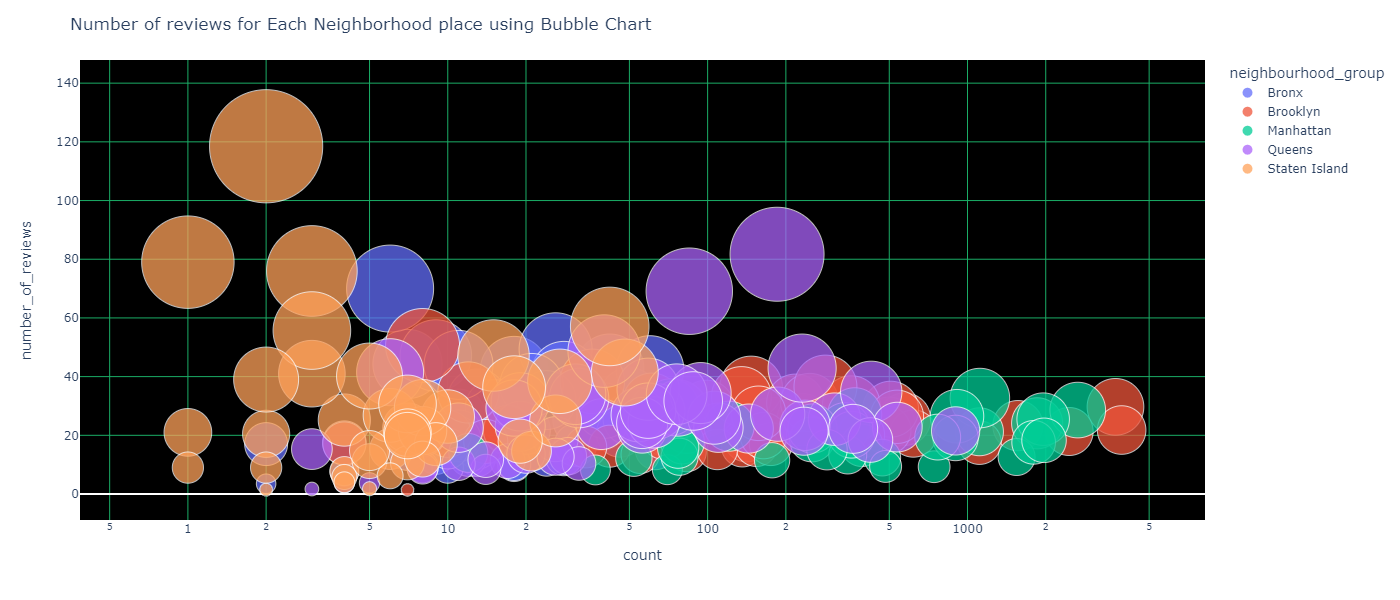 Number of reviews for Each Neighborhood place using Bubble Chart
neighbourhood_group
Bronx
Brooklyn
Manhattan
Queens
Staten Island
number_of_reviews
140
120
100
80
60
40
20
0
5 1 2 5 10 2 5 100 2 5 1000 2 5
count